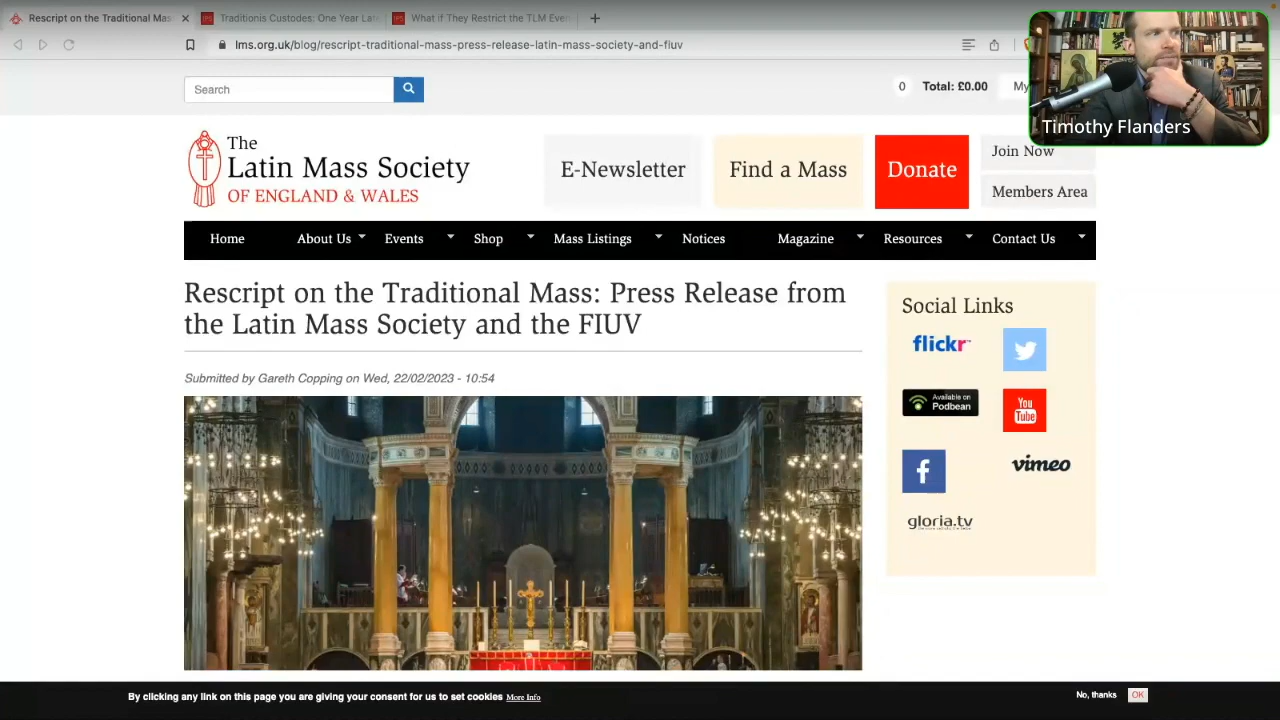 Rescript on the Traditional Mas
Traditionis Custodes: One Year Lat
What if They Restrict the TLM Even
lms.org.uk/blog/rescript-traditional-mass-press-release-latin-mass-society-and-fiuv
Search
0 Total: £0.00 My
Timothy Flanders
The
Latin Mass Society
OF ENGLAND & WALES
E-Newsletter
Find a Mass
Donate
Join Now
Members Area
Home About Us Events Shop Mass Listings Notices Magazine Resources Contact Us
Rescript on the Traditional Mass: Press Release from
the Latin Mass Society and the FIUV
Submitted by Gareth Copping on Wed, 22/02/2023 - 10:54
Social Links
flickr
Available on
Podbean
You
Tube
vimeo
gloria.tv
By clicking any link on this page you are giving your consent for us to set cookies More Info
No, thanks OK